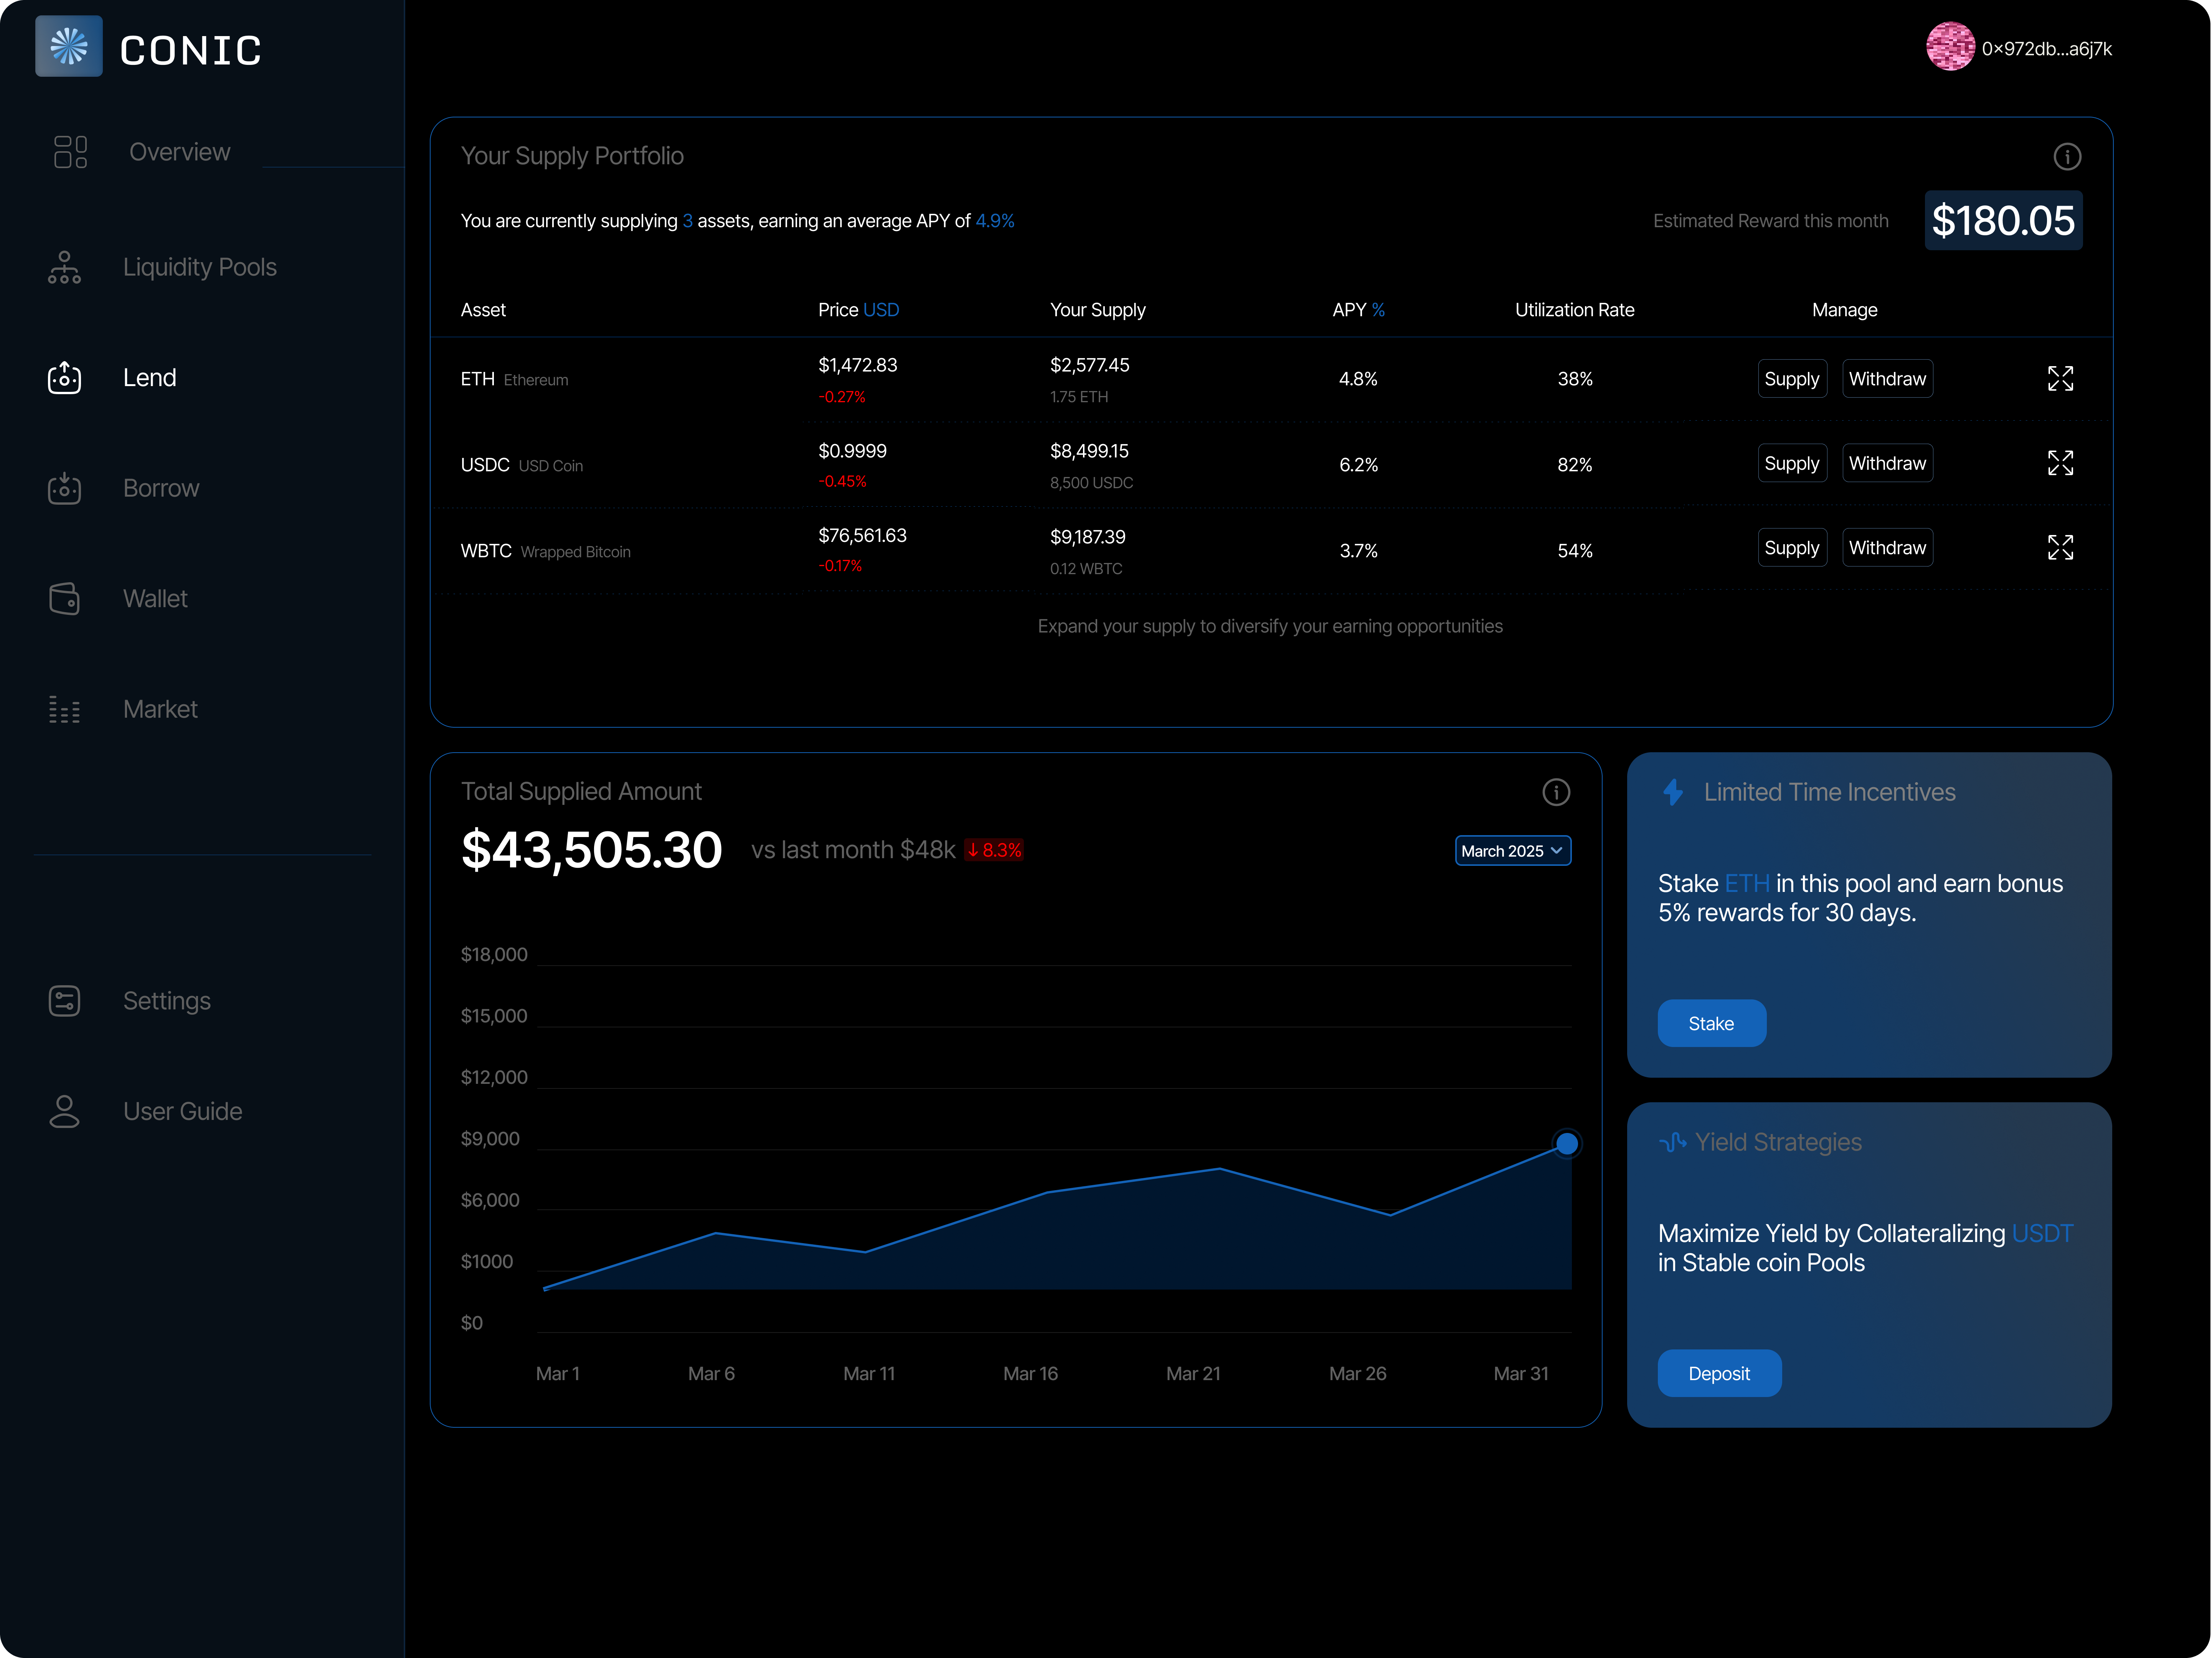 CONIC
0×972db...a6j7k
Overview
Liquidity Pools
Lend
Borrow
Wallet
Market
Settings
User Guide
Your Supply Portfolio
You are currently supplying 3 assets, earning an average APY of 4.9%
Estimated Reward this month $180.05
Asset Price USD Your Supply APY % Utilization Rate Manage
ETH Ethereum $1,472.83 $2,577.45 4.8% 38% Supply Withdraw
-0.27% 1.75 ETH
USDC USD Coin $0.9999 $8,499.15 6.2% 82% Supply Withdraw
-0.45% 8,500 USDC
WBTC Wrapped Bitcoin $76,561.63 $9,187.39 3.7% 54% Supply Withdraw
-0.17% 0.12 WBTC
Expand your supply to diversify your earning opportunities
Total Supplied Amount
$43,505.30 vs last month $48k ↓ 8.3%
March 2025
$18,000
$15,000
$12,000
$9,000
$6,000
$1000
$0
Mar 1 Mar 6 Mar 11 Mar 16 Mar 21 Mar 26 Mar 31
Limited Time Incentives
Stake ETH in this pool and earn bonus
5% rewards for 30 days.
Stake
Yield Strategies
Maximize Yield by Collateralizing USDT
in Stable coin Pools
Deposit